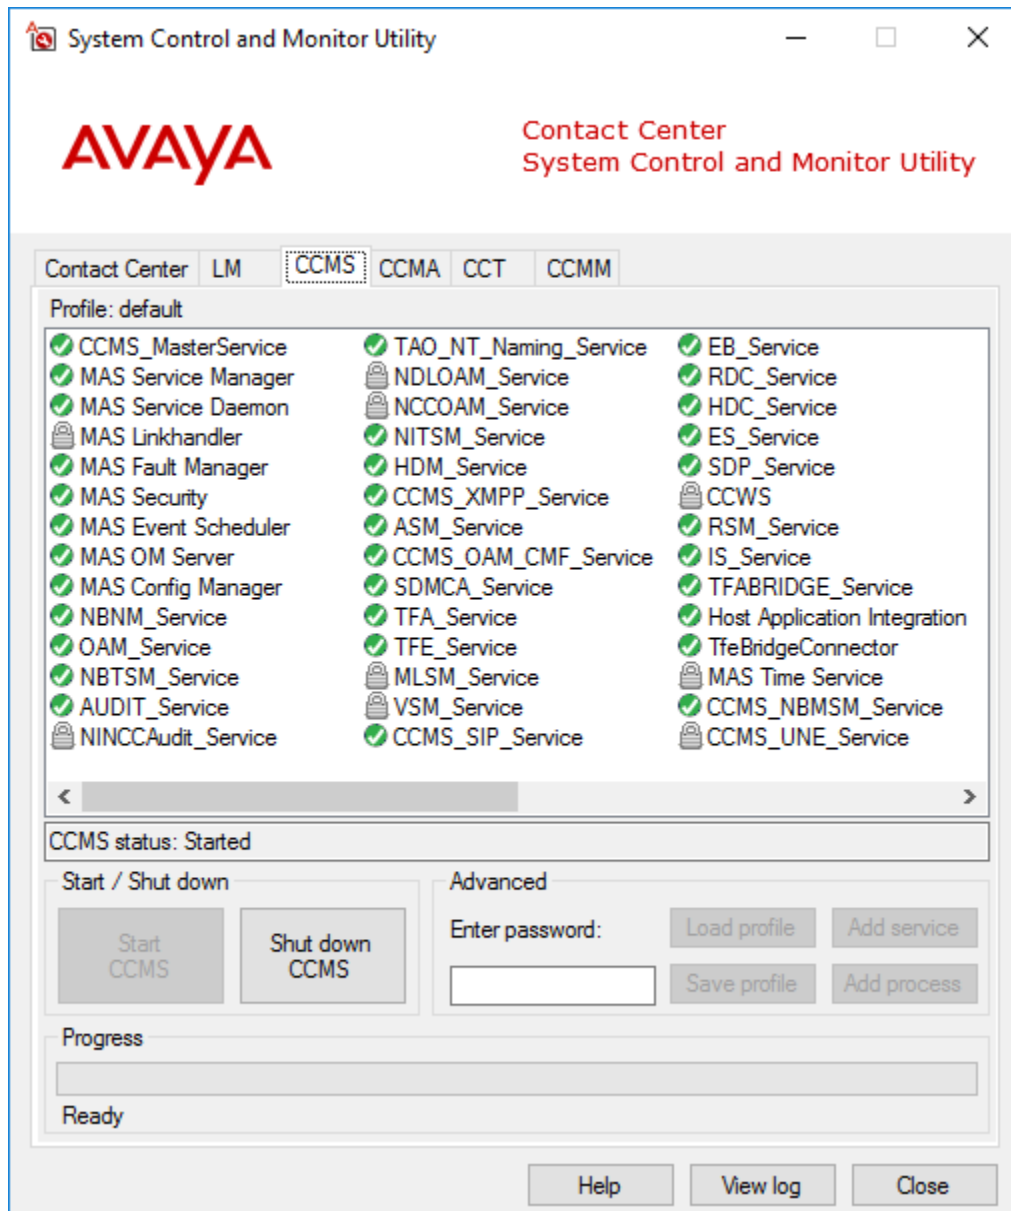 System Control and Monitor Utility
AVAYA
Contact Center
System Control and Monitor Utility
Contact Center LM CCMS CCMA CCT CCMM
Profile: default
CCMS_MasterService TAO_NT_Naming_Service EB_Service
MAS Service Manager NDLOAM_Service RDC_Service
MAS Service Daemon NCCOAM_Service HDC_Service
MAS Linkhandler NITSM_Service ES_Service
MAS Fault Manager HDM_Service SDP_Service
MAS Security CCMS_XMPP_Service CCWS
MAS Event Scheduler ASM_Service RSM_Service
MAS OM Server CCMS_OAM_CMF_Service IS_Service
MAS Config Manager SDMCA_Service TFABRIDGE_Service
NBNM_Service TFA_Service Host Application Integration
OAM_Service TFE_Service TfeBridgeConnector
NBTSM_Service MLSM_Service MAS Time Service
AUDIT_Service VSM_Service CCMS_NBMSM_Service
NINCCAudit_Service CCMS_SIP_Service CCMS_UNE_Service
CCMS status: Started
Start / Shut down Advanced
Start CCMS
Shut down CCMS
Enter password:
Load profile Add service
Save profile Add process
Progress
Ready
Help View log Close